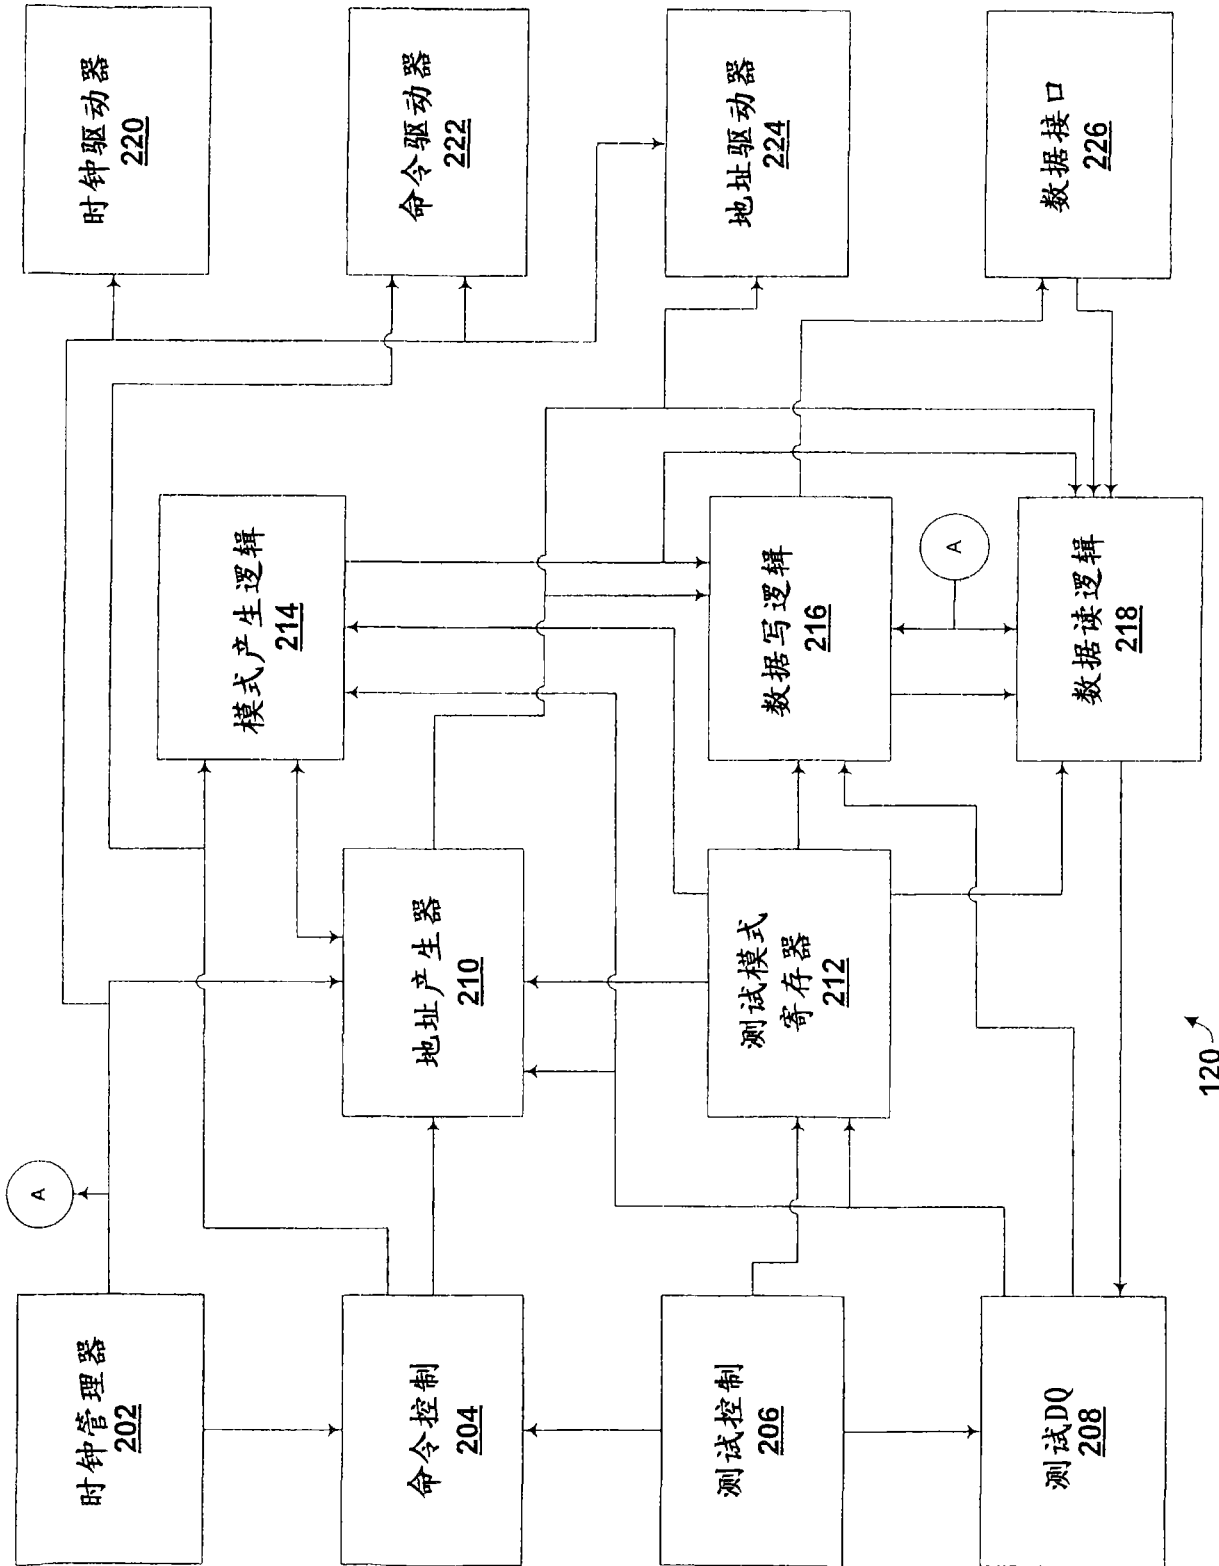 时钟管理器
202
命令控制
204
测试控制
206
测试DQ
208
A
地址产生器
210
测试模式
寄存器
212
模式产生逻辑
214
数据写逻辑
216
A
数据读逻辑
218
时钟驱动器
220
命令驱动器
222
地址驱动器
224
数据接口
226
120